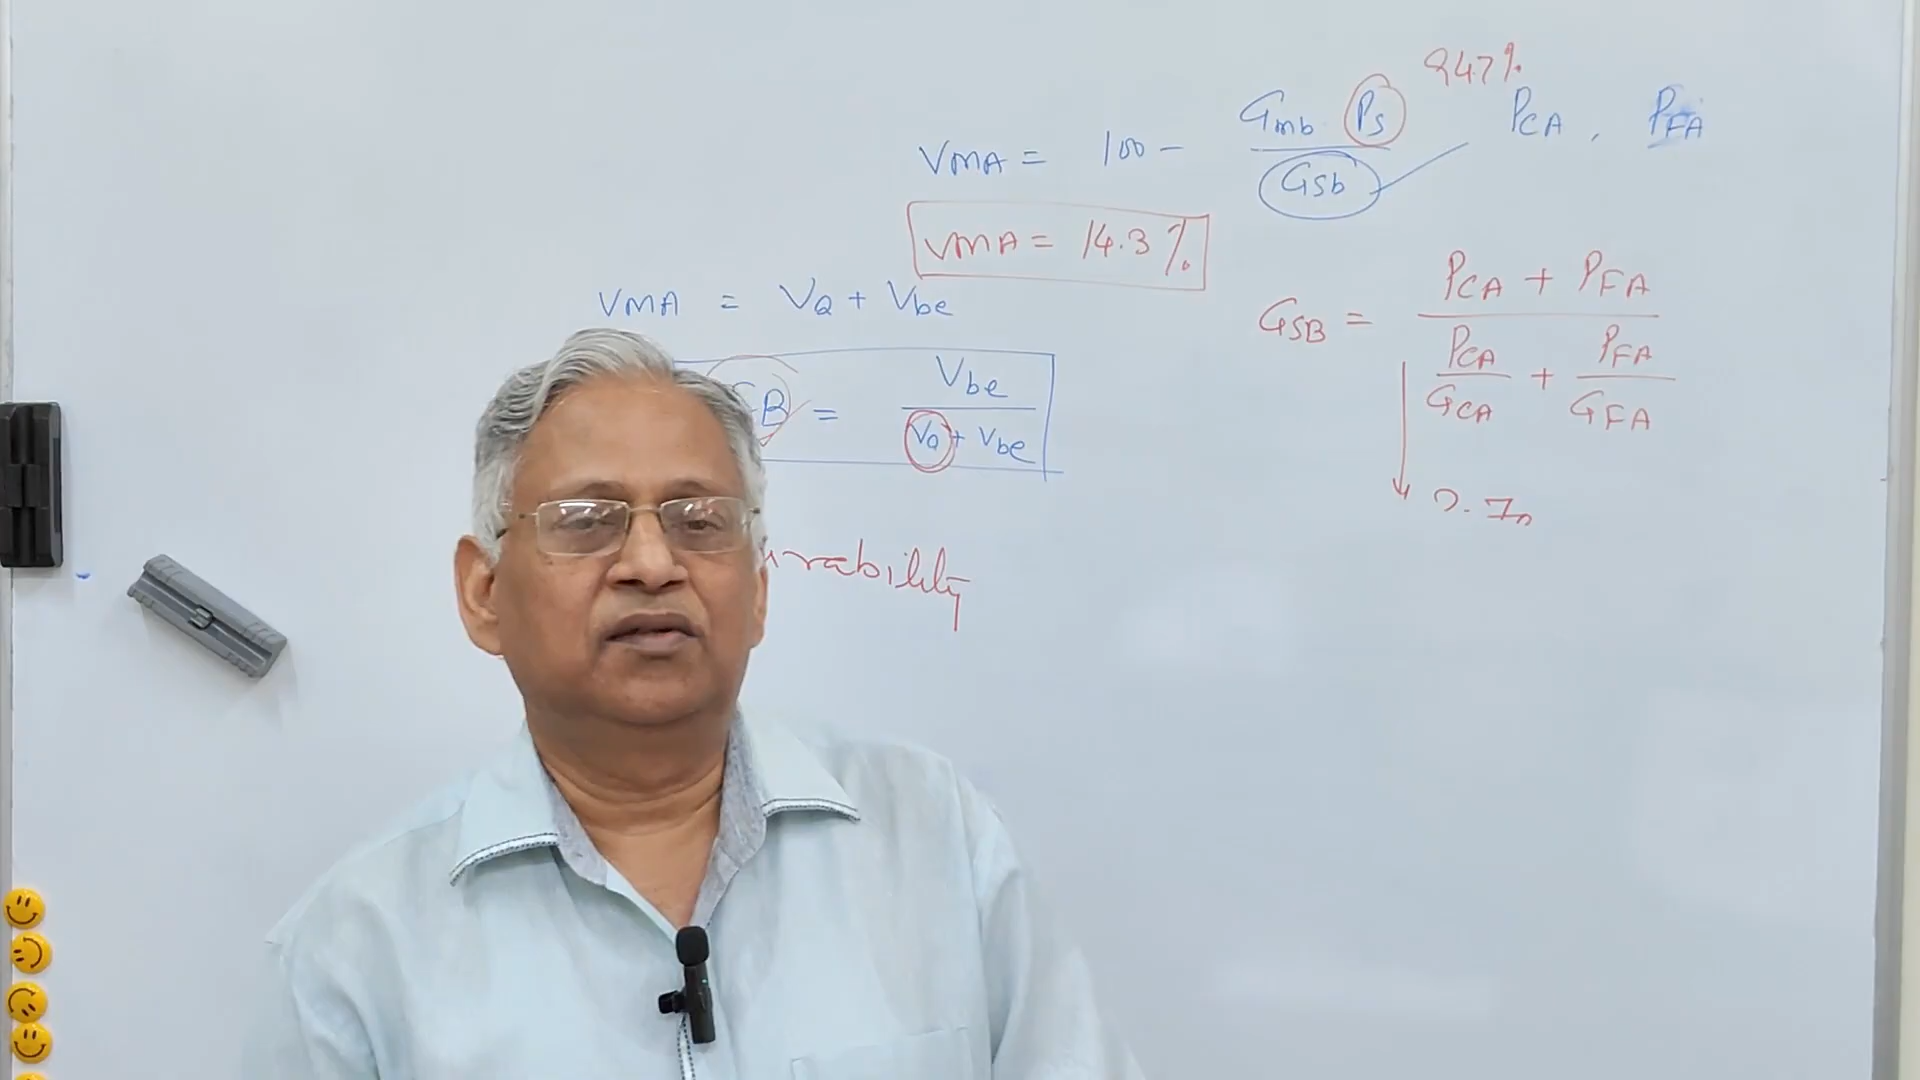 94.7%
VMA = 100 - Gmb Ps / Gsb PCA, PFA
VMA = 14.3%
VMA = Va + Vbe
GSB = PCA + PFA / PCA/GCA + PFA/GFA
B = Vbe / Va + Vbe
urability